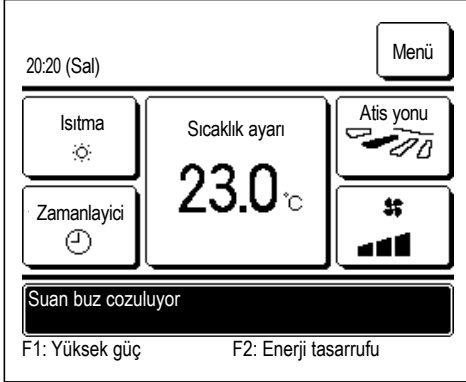 20:20 (Sal)
Menü
Isıtma
Sıcaklık ayarı
23.0 °C
Atis yonu
Zamanlayici
Suan buz cozuluyor
F1: Yüksek güç
F2: Enerji tasarrufu